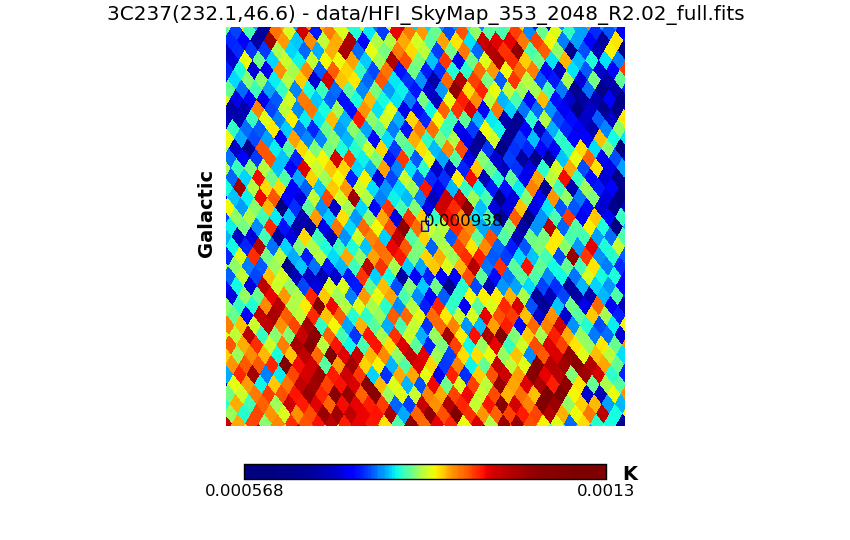 3C237(232.1,46.6) - data/HFI_SkyMap_353_2048_R2.02_full.fits
Galactic
0.000938
K
0.000568
0.0013